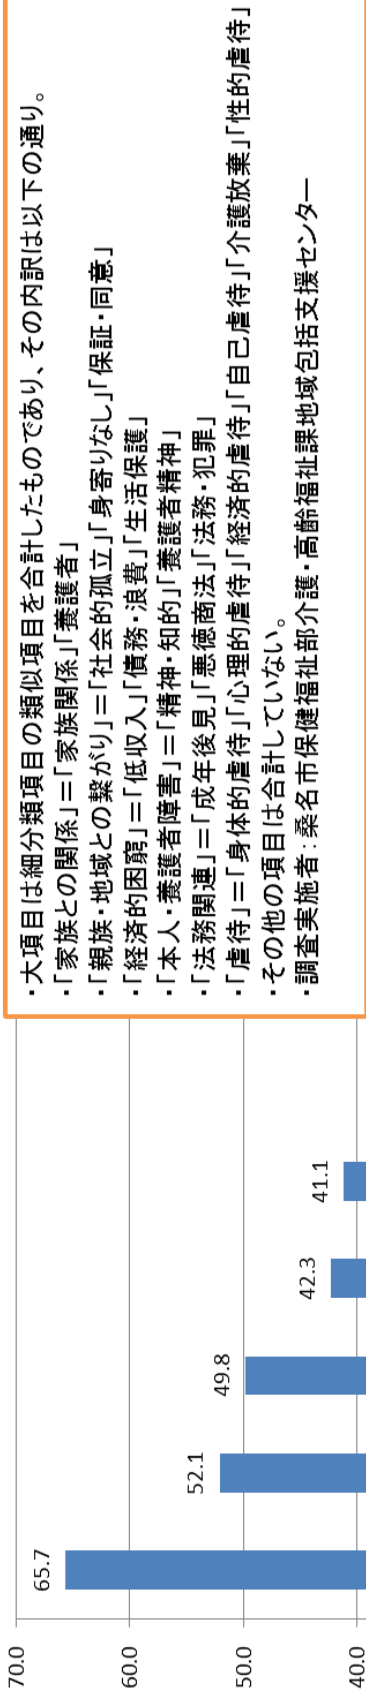 ・大項目は細分類項目の類似項目を合計したものであり、その内訳は以下の通り。
・「家族との関係」＝「家族関係」「養護者」
「親族・地域との繋がり」＝「社会的孤立」「身寄りなし」「保証・同意」
・「経済的困窮」＝「低収入」「債務・浪費」「生活保護」
・「本人・養護者障害」＝「精神・知的」「養護者精神」
・「法務関連」＝「成年後見」「悪徳商法」「法務・犯罪」
・「虐待」＝「身体的虐待」「心理的虐待」「経済的虐待」「自己虐待」「介護放棄」「性的虐待」
・その他の項目は合計していない。
・調査実施者：桑名市保健福祉部介護・高齢福祉課地域包括支援センター
70.0
60.0
50.0
40.0
65.7
52.1
49.8
42.3
41.1